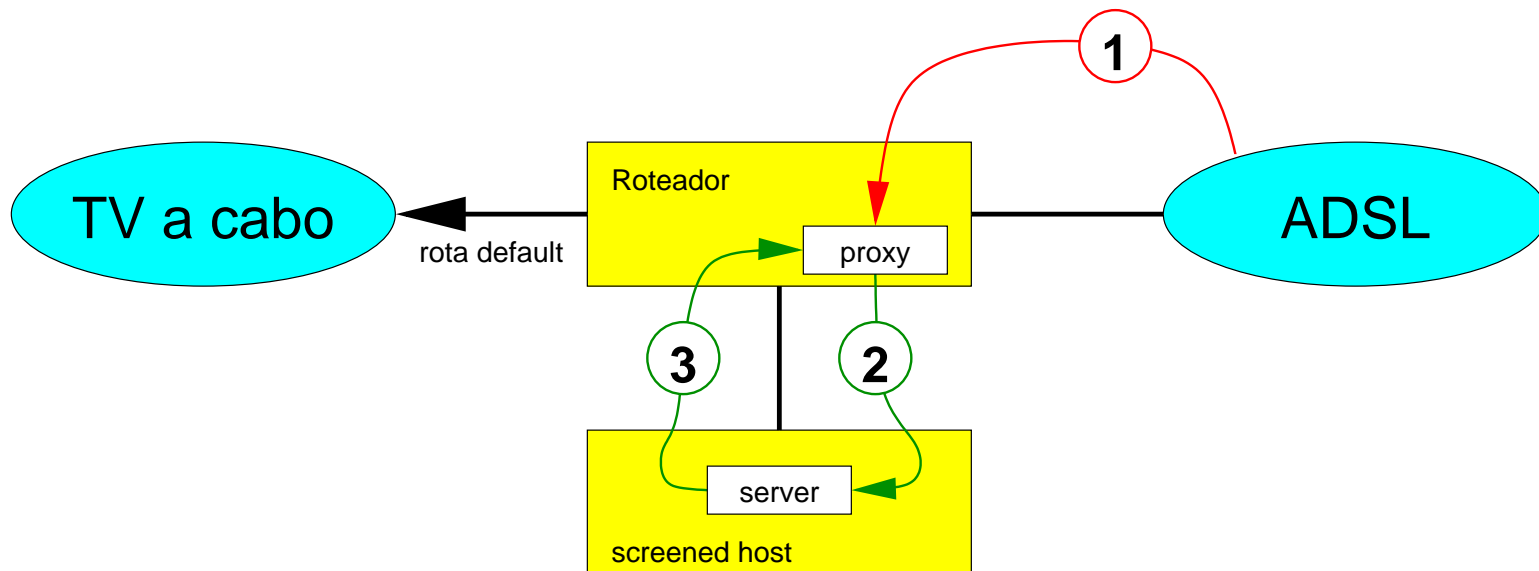 1
Roteador
TV a cabo
ADSL
rota default
proxy
3
2
server
screened host